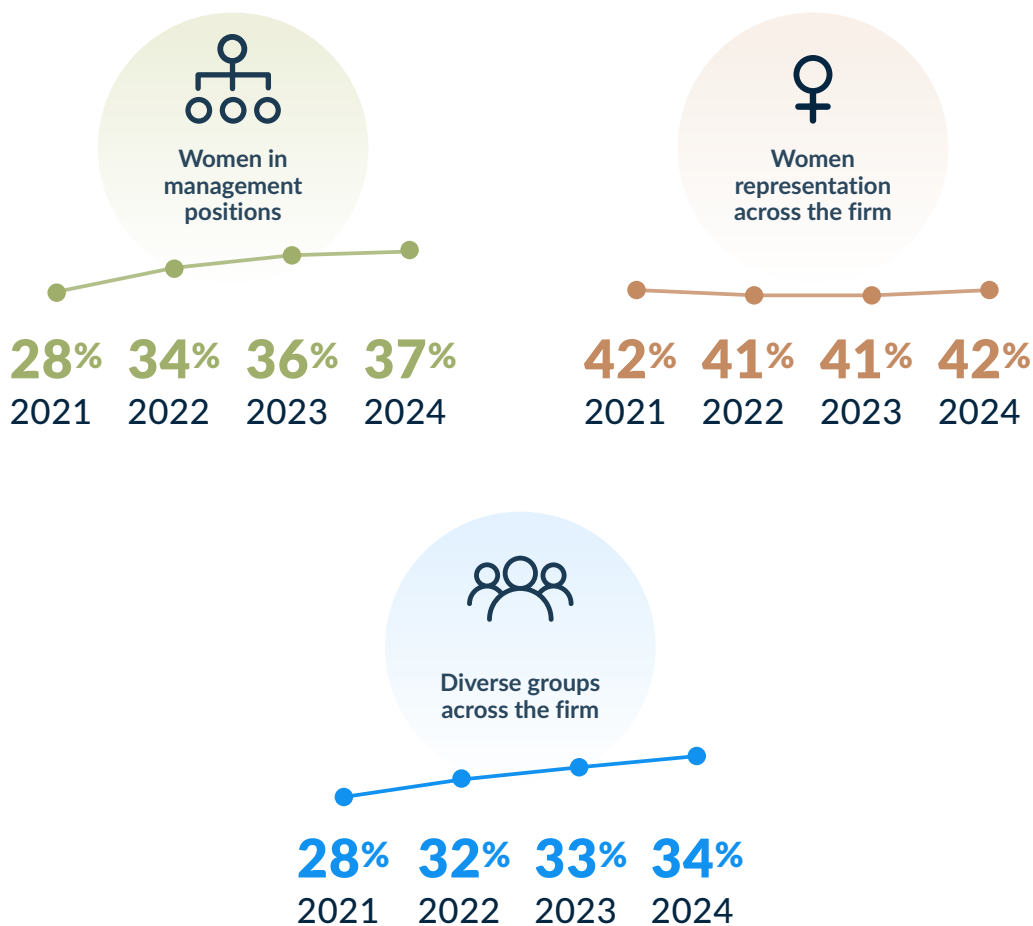 Women in
management
positions
28% 34% 36% 37%
2021 2022 2023 2024
Women
representation
across the firm
42% 41% 41% 42%
2021 2022 2023 2024
Diverse groups
across the firm
28% 32% 33% 34%
2021 2022 2023 2024